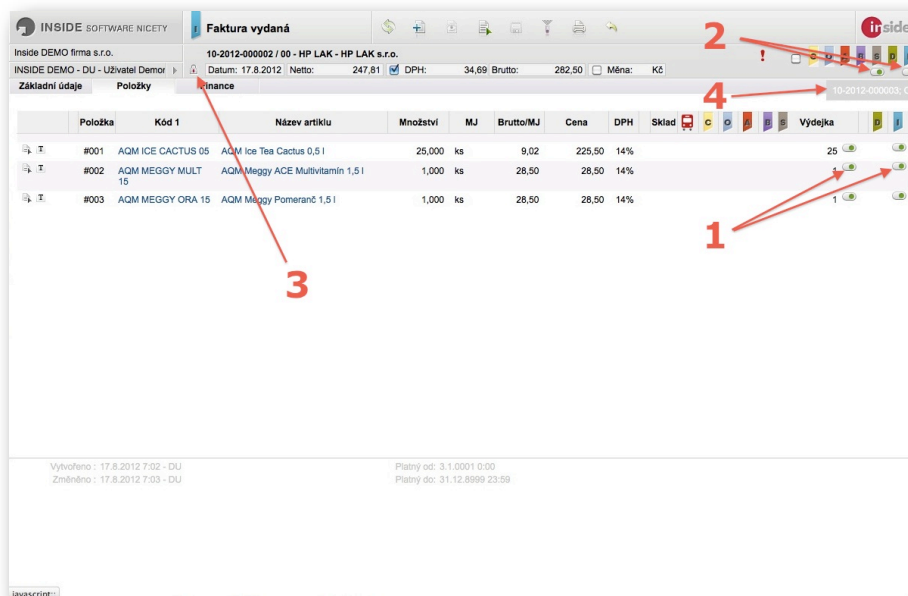 INSIDE SOFTWARE NICETY
Faktura vydaná
inside
2
Inside DEMO firma s.r.o.
10-2012-000002 / 00 - HP LAK - HP LAK s.r.o.
! C O A B S D I
INSIDE DEMO - DU - Uživatel Demor
Datum: 17.8.2012 Netto: 247,81 DPH: 34,69 Brutto: 282,50 Měna: Kč
Základní údaje Položky Finance
4
10-2012-000003; C
Položka Kód 1 Název artiklu Množství MJ Brutto/MJ Cena DPH Sklad C O A B S Výdejka D I
T #001 AQM ICE CACTUS 05 AQM Ice Tea Cactus 0,5 l 25,000 ks 9,02 225,50 14% 25
T #002 AQM MEGGY MULT 15 AQM Meggy ACE Multivitamín 1,5 l 1,000 ks 28,50 28,50 14% 1
T #003 AQM MEGGY ORA 15 AQM Meggy Pomeranč 1,5 l 1,000 ks 28,50 28,50 14% 1
1
3
Vytvořeno : 17.8.2012 7:02 - DU
Platný od: 3.1.0001 0:00
Změněno : 17.8.2012 7:03 - DU
Platný do: 31.12.8999 23:59
javascript:;